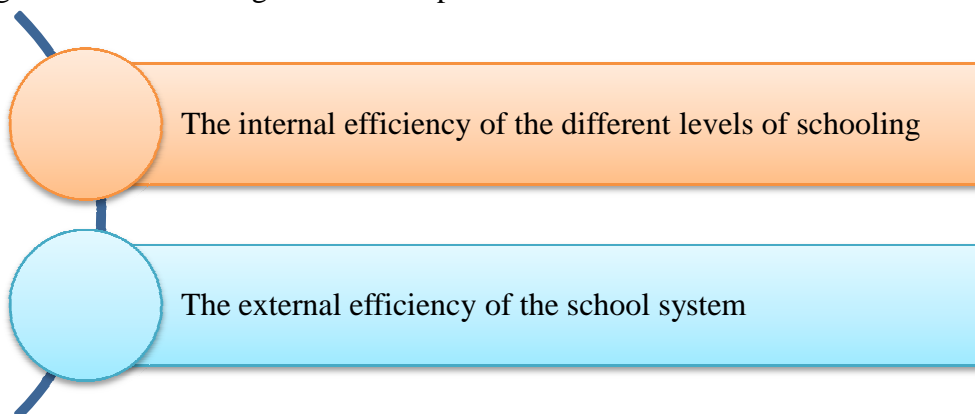 The internal efficiency of the different levels of schooling
The external efficiency of the school system